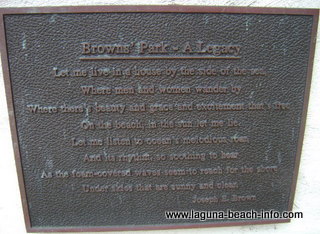 Browns' Park - A Legacy
Let me live in a house by the side of the sea,
Where men and women wander by
Where there's beauty and grace and excitement that's free
On the beach, in the sun let me lie.
Let me listen to ocean's melodious roar,
And its rhythm so soothing to hear
As the foam-covered waves seem to reach for the shore
Under skies that are sunny and clear.
Joseph E. Brown
www.laguna-beach-info.com